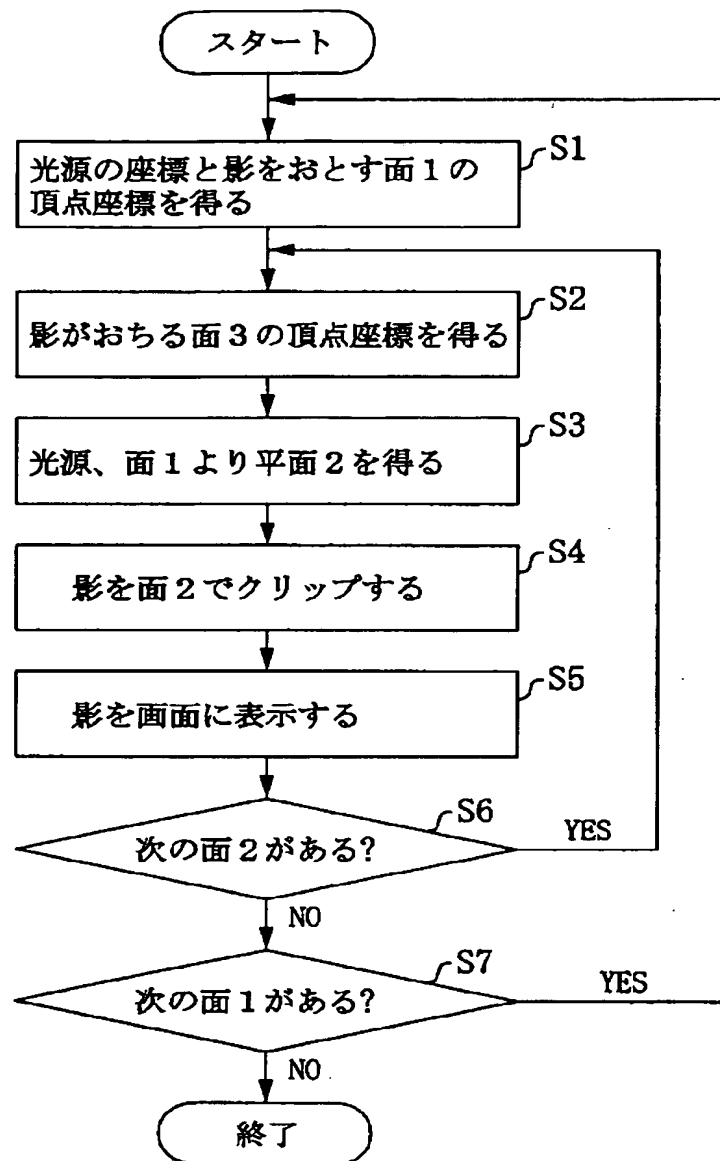 スタート
S1
光源の座標と影をおとす面1の
頂点座標を得る
S2
影がおちる面3の頂点座標を得る
S3
光源、面1より平面2を得る
S4
影を面2でクリップする
S5
影を画面に表示する
S6
次の面2がある?
YES
NO
S7
次の面1がある?
YES
NO
終了